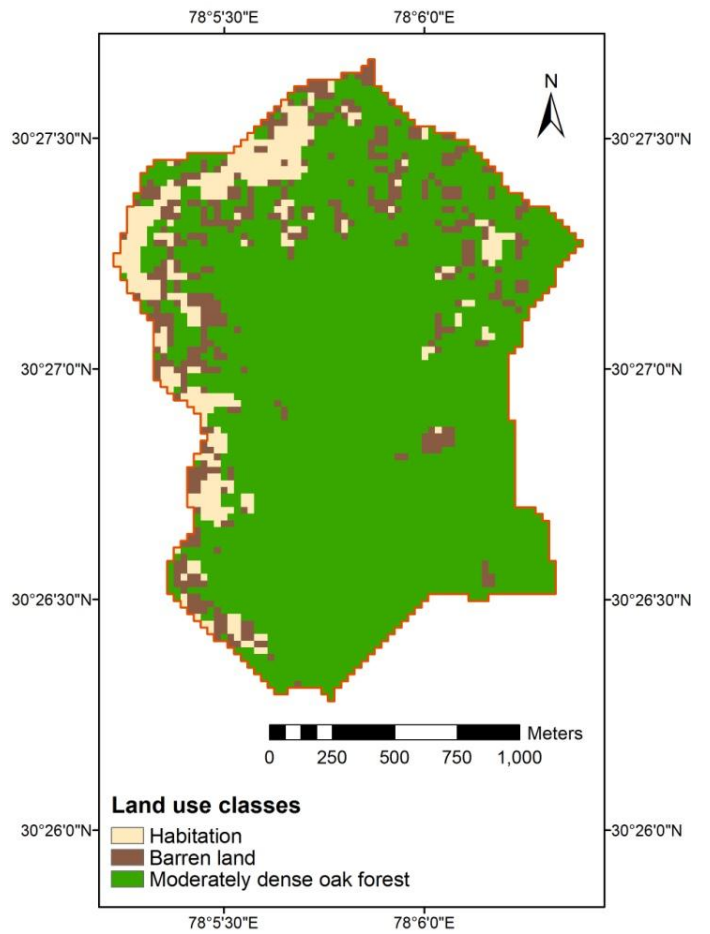 78°5'30"E 78°6'0"E
N
30°27'30"N 30°27'30"N
30°27'0"N 30°27'0"N
30°26'30"N 30°26'30"N
Meters
0 250 500 750 1,000
Land use classes
Habitation
Barren land
Moderately dense oak forest
30°26'0"N 30°26'0"N
78°5'30"E 78°6'0"E